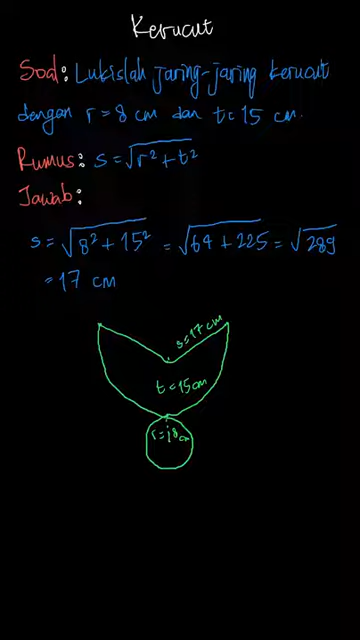 Kerucut
Soal: Lukislah jaring-jaring kerucut
dengan r = 8 cm dan t = 15 cm.
Rumus: s = √r² + t²
Jawab:
s = √8² + 15² = √64 + 225 = √289
= 17 cm
s = 17 cm
t = 15 cm
r = 8 cm